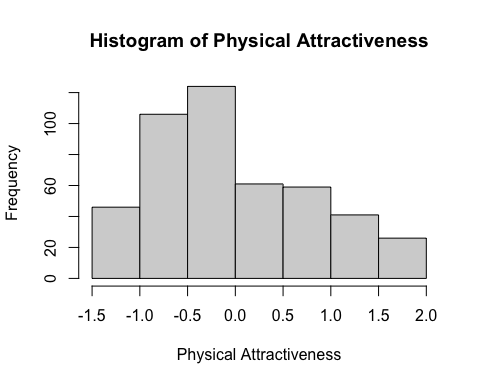 Histogram of Physical Attractiveness
Frequency
100
60
20
0
-1.5 -1.0 -0.5 0.0 0.5 1.0 1.5 2.0
Physical Attractiveness